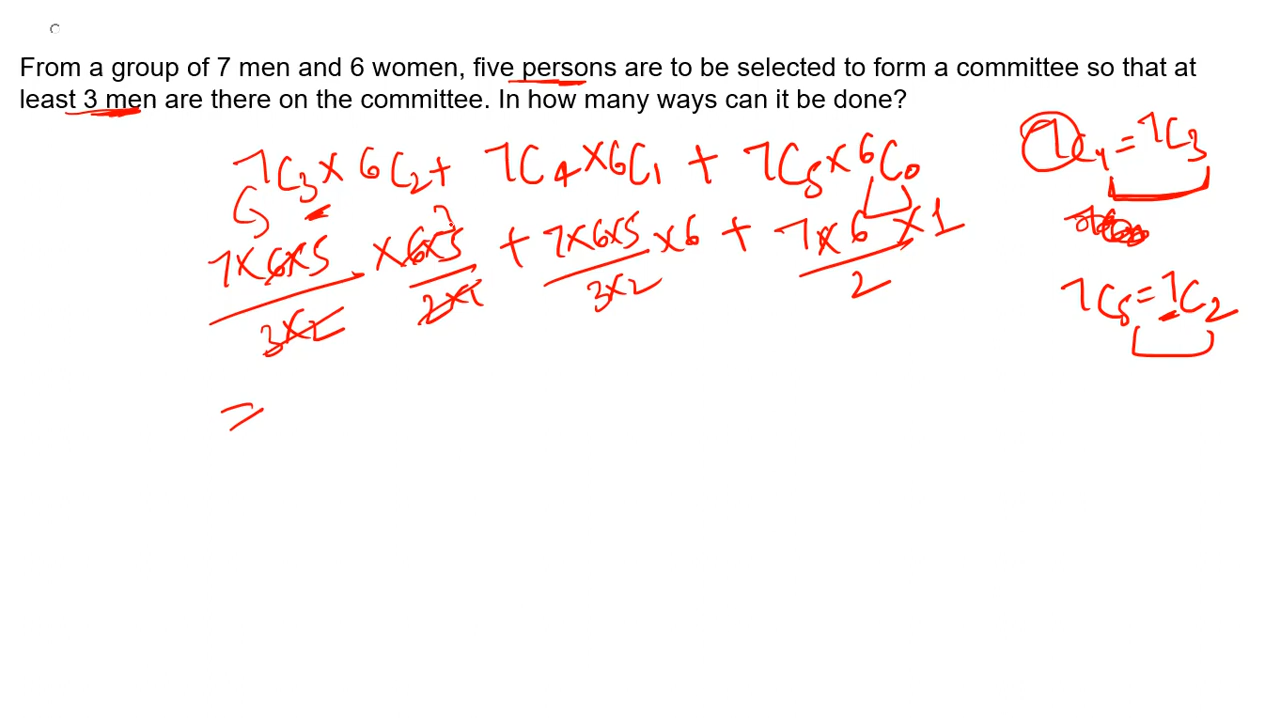 From a group of 7 men and 6 women, five persons are to be selected to form a committee so that at
least 3 men are there on the committee. In how many ways can it be done?
7C3 × 6C2 + 7C4 × 6C1 + 7C5 × 6C0
7C4 = 7C3
7×6×5/3×2 × 6×5/2×1 + 7×6×5/3×2 × 6 + 7×6/2 × 1
7C5 = 7C2
=